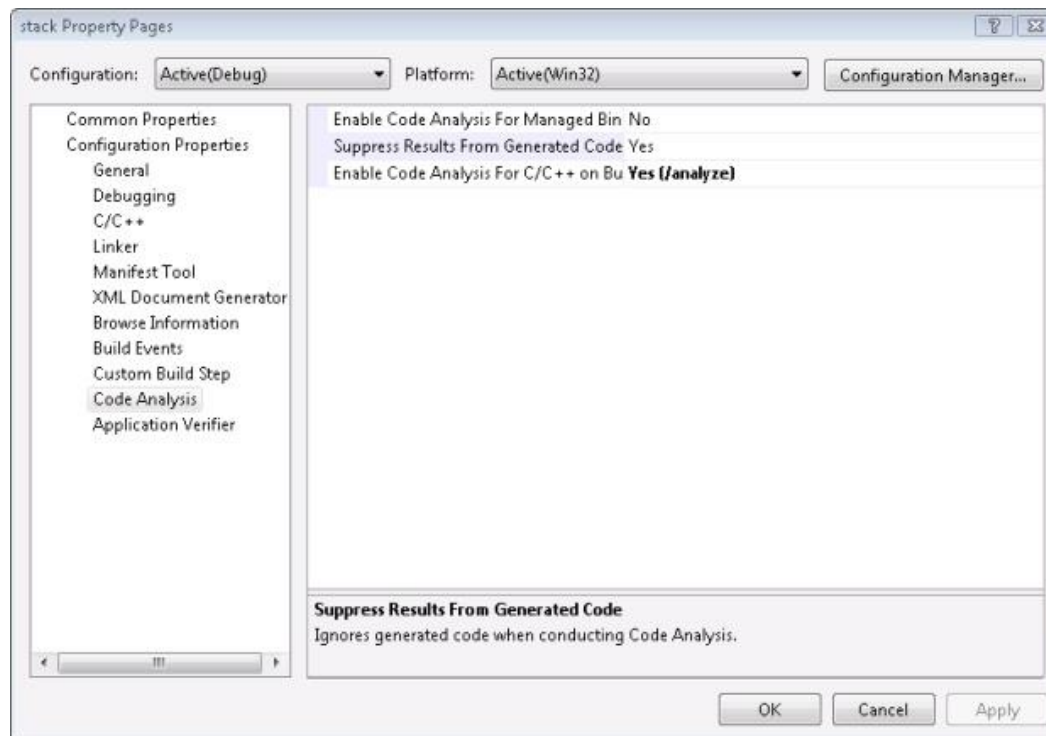 stack Property Pages
Configuration: Active(Debug) Platform: Active(Win32) Configuration Manager...
Common Properties
Configuration Properties
General
Debugging
C/C++
Linker
Manifest Tool
XML Document Generator
Browse Information
Build Events
Custom Build Step
Code Analysis
Application Verifier
Enable Code Analysis For Managed Bin No
Suppress Results From Generated Code Yes
Enable Code Analysis For C/C++ on Bu Yes (/analyze)
Suppress Results From Generated Code
Ignores generated code when conducting Code Analysis.
OK Cancel Apply